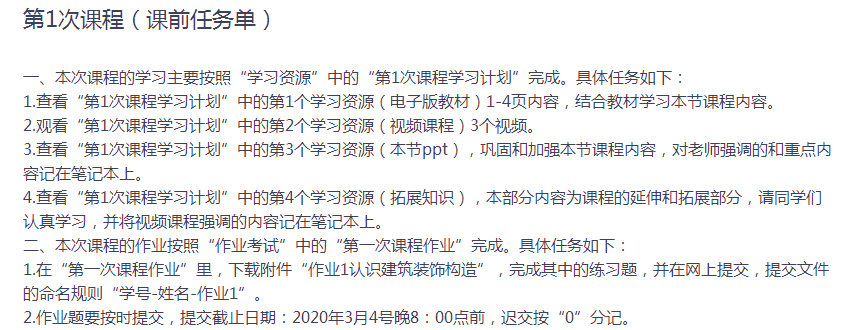 第1次课程（课前任务单）
一、本次课程的学习主要按照“学习资源”中的“第1次课程学习计划”完成。具体任务如下：
1.查看“第1次课程学习计划”中的第1个学习资源（电子版教材）1-4页内容，结合教材学习本节课程内容。
2.观看“第1次课程学习计划”中的第2个学习资源（视频课程）3个视频。
3.查看“第1次课程学习计划”中的第3个学习资源（本节ppt），巩固和加强本节课程内容，对老师强调的和重点内
容记在笔记本上。
4.查看“第1次课程学习计划”中的第4个学习资源（拓展知识），本部分内容为课程的延伸和拓展部分，请同学们
认真学习，并将视频课程强调的内容记在笔记本上。
二、本次课程的作业按照“作业考试”中的“第一次课程作业”完成。具体任务如下：
1.在“第一次课程作业”里，下载附件“作业1认识建筑装饰构造”，完成其中的练习题，并在网上提交，提交文件
的命名规则“学号-姓名-作业1”。
2.作业题要按时提交，提交截止日期：2020年3月4号晚8：00点前，迟交按“0”分记。